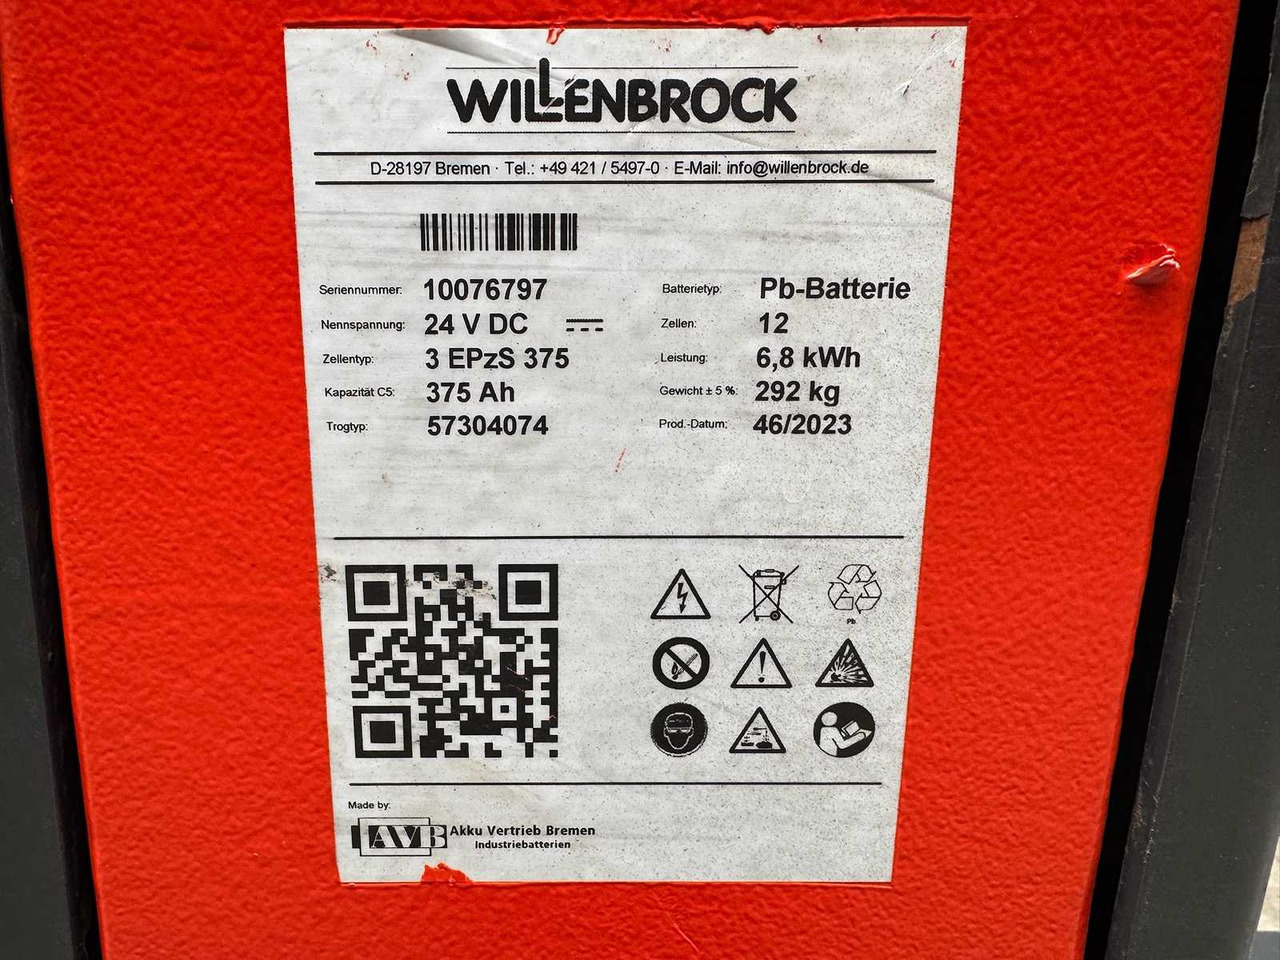 WILLENBROCK
D-28197 Bremen · Tel.: +49 421 / 5497-0 · E-Mail: info@willenbrock.de
Seriennummer: 10076797 Batterietyp: Pb-Batterie
Nennspannung: 24 V DC Zellen: 12
Zellentyp: 3 EPzS 375 Leistung: 6,8 kWh
Kapazität C5: 375 Ah Gewicht ± 5 %: 292 kg
Trogtyp: 57304074 Prod.-Datum: 46/2023
Pb
Made by:
AVB Akku Vertrieb Bremen
Industriebatterien